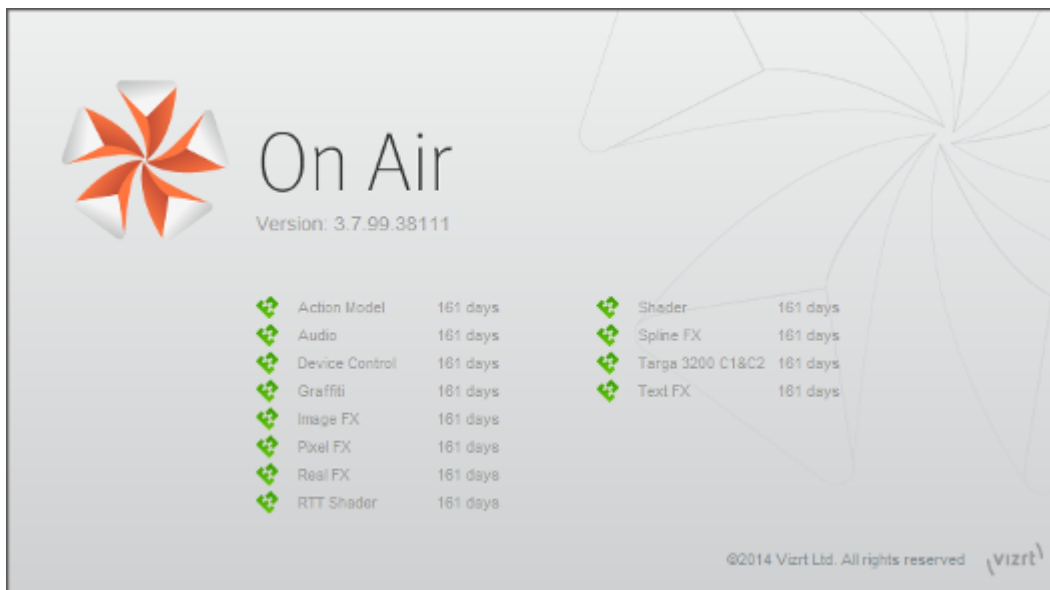 On Air
Version: 3.7.99.38111
Action Model 161 days
Audio 161 days
Device Control 161 days
Graffiti 161 days
Image FX 161 days
Pixel FX 161 days
Real FX 161 days
RTT Shader 161 days
Shader 161 days
Spline FX 161 days
Targa 3200 C1&C2 161 days
Text FX 161 days
©2014 Vizrt Ltd. All rights reserved
vizrt